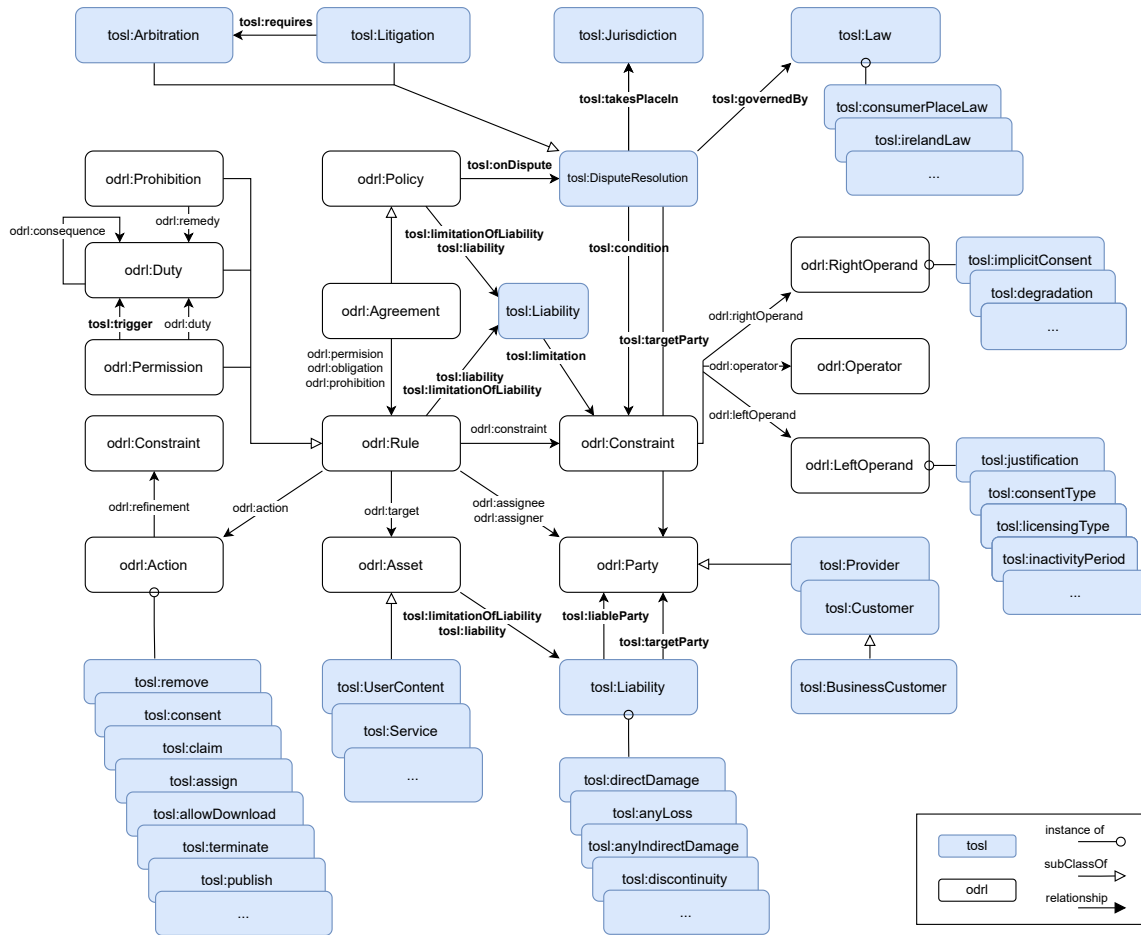 tosl:Arbitration
tosl:requires
tosl:Litigation
tosl:Jurisdiction
tosl:Law
tosl:takesPlaceIn
tosl:governedBy
tosl:consumerPlaceLaw
tosl:irelandLaw
...
odrl:Prohibition
odrl:Policy
tosl:onDispute
tosl:DisputeResolution
odrl:remedy
odrl:consequence
tosl:limitationOfLiability
tosl:liability
tosl:condition
odrl:Duty
odrl:RightOperand
tosl:implicitConsent
tosl:degradation
...
odrl:Agreement
tosl:Liability
odrl:rightOperand
tosl:trigger
odrl:duty
tosl:limitation
tosl:targetParty
odrl:Permission
odrl:permision
odrl:obligation
odrl:prohibition
tosl:liability
tosl:limitationOfLiability
odrl:operator
odrl:Operator
odrl:leftOperand
odrl:Constraint
odrl:Rule
odrl:constraint
odrl:Constraint
odrl:LeftOperand
tosl:justification
tosl:consentType
tosl:licensingType
tosl:inactivityPeriod
...
odrl:refinement
odrl:action
odrl:target
odrl:assignee
odrl:assigner
odrl:Action
odrl:Asset
odrl:Party
tosl:Provider
tosl:Customer
tosl:limitationOfLiability
tosl:liability
tosl:liableParty
tosl:targetParty
tosl:BusinessCustomer
tosl:remove
tosl:consent
tosl:claim
tosl:assign
tosl:allowDownload
tosl:terminate
tosl:publish
...
tosl:UserContent
tosl:Service
...
tosl:Liability
tosl:directDamage
tosl:anyLoss
tosl:anyIndirectDamage
tosl:discontinuity
...
tosl
odrl
instance of
subClassOf
relationship